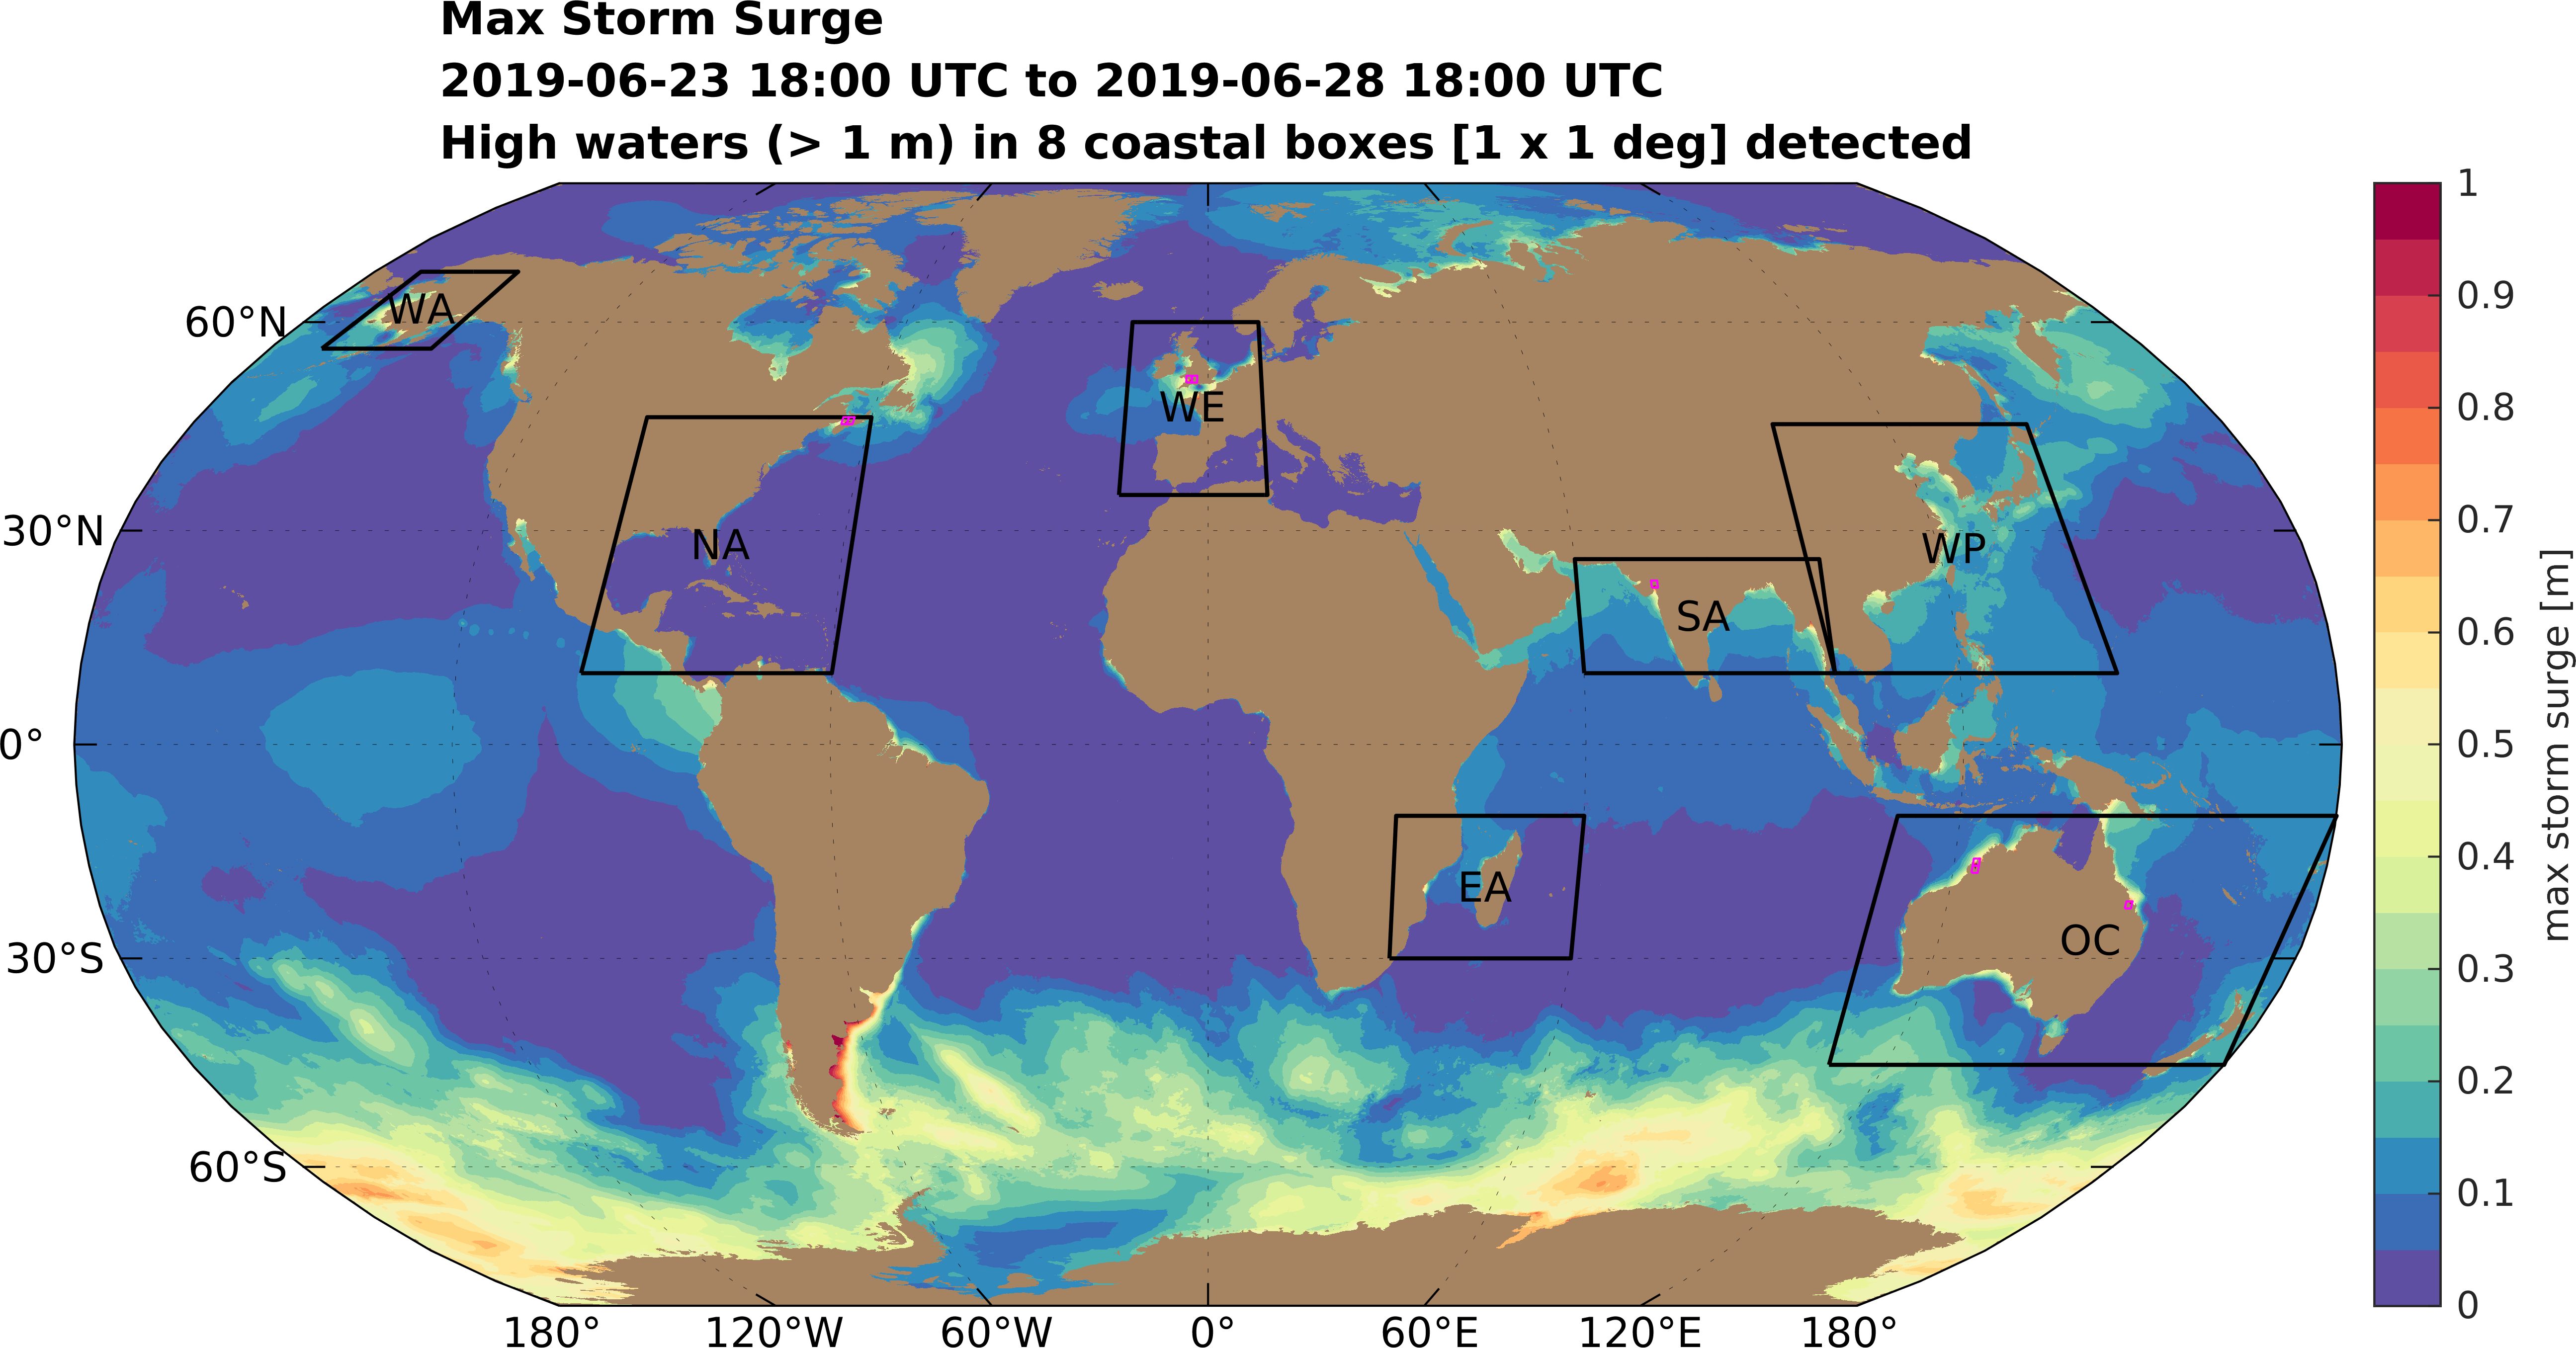 Max Storm Surge
2019-06-23 18:00 UTC to 2019-06-28 18:00 UTC
High waters (> 1 m) in 8 coastal boxes [1 x 1 deg] detected
60°N
30°N
0°
30°S
60°S
180°
120°W
60°W
0°
60°E
120°E
180°
WA
NA
WE
SA
WP
EA
OC
1
0.9
0.8
0.7
0.6
0.5
0.4
0.3
0.2
0.1
0
max storm surge [m]